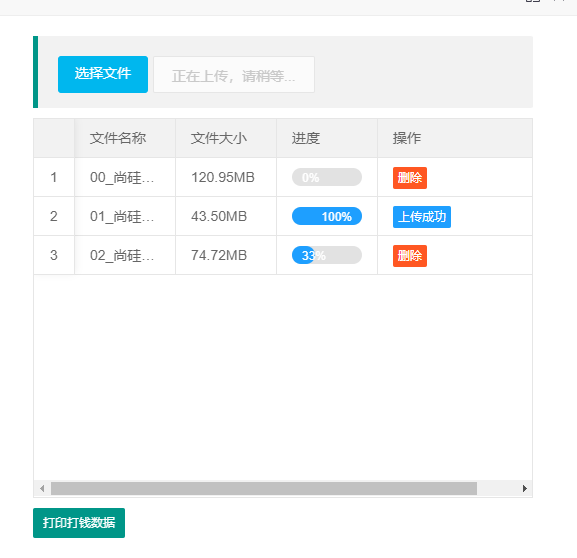 选择文件 正在上传，请稍等...
文件名称 文件大小 进度 操作
1 00_尚硅... 120.95MB 0% 删除
2 01_尚硅... 43.50MB 100% 上传成功
3 02_尚硅... 74.72MB 33% 删除
打印打钱数据